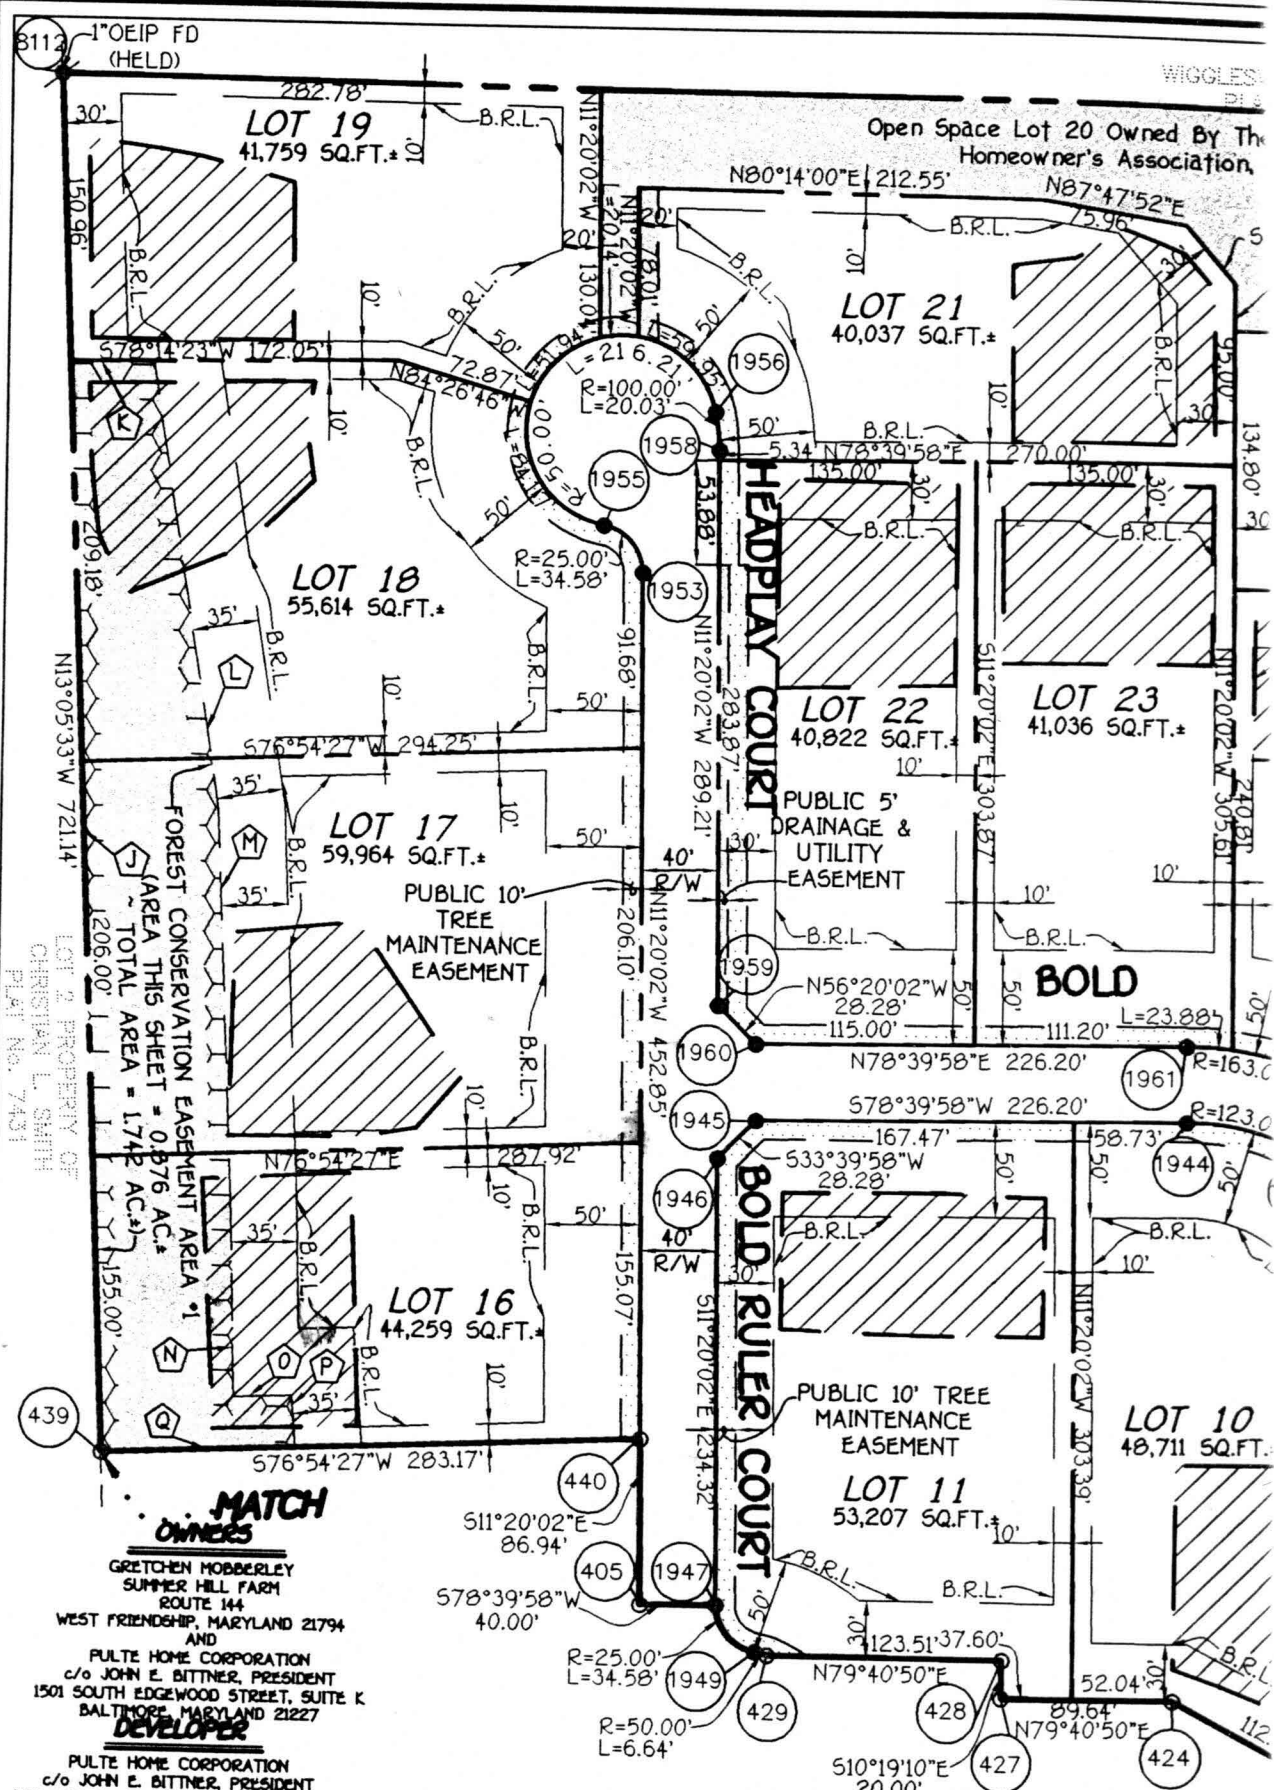 8112
1"OEIP FD
(HELD)
282.78'
30'
LOT 19
41,759 SQ.FT.±
10'
B.R.L.
150.96'
B.R.L.
N11°20'02"W 130.01'
L=20.14'
N11°20'02"W 78.01'
20'
20'
Open Space Lot 20 Owned By The
Homeowner's Association,
N80°14'00"E 212.55'
N87°47'52"E
75.96'
B.R.L.
10'
B.R.L.
30'
S
LOT 21
40,037 SQ.FT.±
B.R.L.
95.00'
30'
134.80'
B.R.L.
50'
10'
S78°14'23"W 172.05'
72.87'
N84°26'46"W
L=51.94'
L=216.21'
L=59.95'
50'
R=100.00'
L=20.03'
1956
1958
50'
B.R.L.
10'
5.34'
N78°39'58"E
270.00'
135.00'
135.00'
30'
30'
30
K
10'
B.R.L.
50'
R=50.00'
L=84.11'
1955
R=25.00'
L=34.58'
1953
53.88'
B.R.L.
B.R.L.
209.18'
LOT 18
55,614 SQ.FT.±
35'
B.R.L.
L
91.68'
B.R.L.
10'
50'
N11°20'02"W 289.21'
283.87'
HEADPLAY COURT
LOT 22
40,822 SQ.FT.±
S11°20'02"E 303.87'
LOT 23
41,036 SQ.FT.±
N11°20'02"W 305.61'
240.81'
10'
N13°05'33"W 721.14'
S76°54'27"W 294.25'
35'
LOT 17
59,964 SQ.FT.±
M
B.R.L.
35'
10'
50'
40'
R/W
30'
PUBLIC 5'
DRAINAGE &
UTILITY
EASEMENT
10'
10'
J
FOREST CONSERVATION EASEMENT AREA #1
(AREA THIS SHEET = 0.876 AC.±
~ TOTAL AREA = 1.742 AC.±)
PUBLIC 10'
TREE
MAINTENANCE
EASEMENT
206.10'
N11°20'02"W 452.85'
206.00'
LOT 2 PROPERTY OF
CHRISTIAN L. SMITH
PLAT No. 7431
1959
B.R.L.
B.R.L.
BOLD
N56°20'02"W
28.28'
50'
50'
50'
115.00'
111.20'
L=23.88'
1960
N78°39'58"E 226.20'
1961
B.R.L.
1945
S78°39'58"W 226.20'
167.47'
58.73'
1944
10'
N76°54'27"E
287.92'
10'
S33°39'58"W
28.28'
50'
50'
50'
1946
35'
B.R.L.
B.R.L.
50'
40'
R/W
30'
BOLD RULER COURT
B.R.L.
B.R.L.
10'
155.00'
155.07'
LOT 16
44,259 SQ.FT.±
S11°20'02"E 234.32'
N11°20'02"W 303.39'
N
O
P
B.R.L.
10'
35'
Q
439
PUBLIC 10' TREE
MAINTENANCE
EASEMENT
LOT 10
48,711 SQ.FT.
S76°54'27"W 283.17'
440
LOT 11
53,207 SQ.FT.±
10'
MATCH
OWNERS
GRETCHEN MOBBERLEY
SUMMER HILL FARM
ROUTE 144
WEST FRIENDSHIP, MARYLAND 21794
AND
PULTE HOME CORPORATION
c/o JOHN E. BITTNER, PRESIDENT
1501 SOUTH EDGEWOOD STREET, SUITE K
BALTIMORE, MARYLAND 21227
DEVELOPER
PULTE HOME CORPORATION
c/o JOHN E. BITTNER, PRESIDENT
S11°20'02"E
86.94'
405
1947
S78°39'58"W
40.00'
B.R.L.
B.R.L.
50'
30'
123.51'
37.60'
R=25.00'
L=34.58'
1949
N79°40'50"E
429
428
R=50.00'
L=6.64'
B.R.L.
30'
52.04'
89.64'
N79°40'50"E
112.
S10°19'10"E
20.00'
427
424